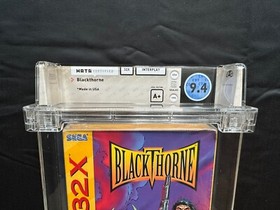 WATA
32X
INTERPLAY
Blackthorne
*Made in USA
A+
9.4
SEGA
32X
BLACKTHORNE